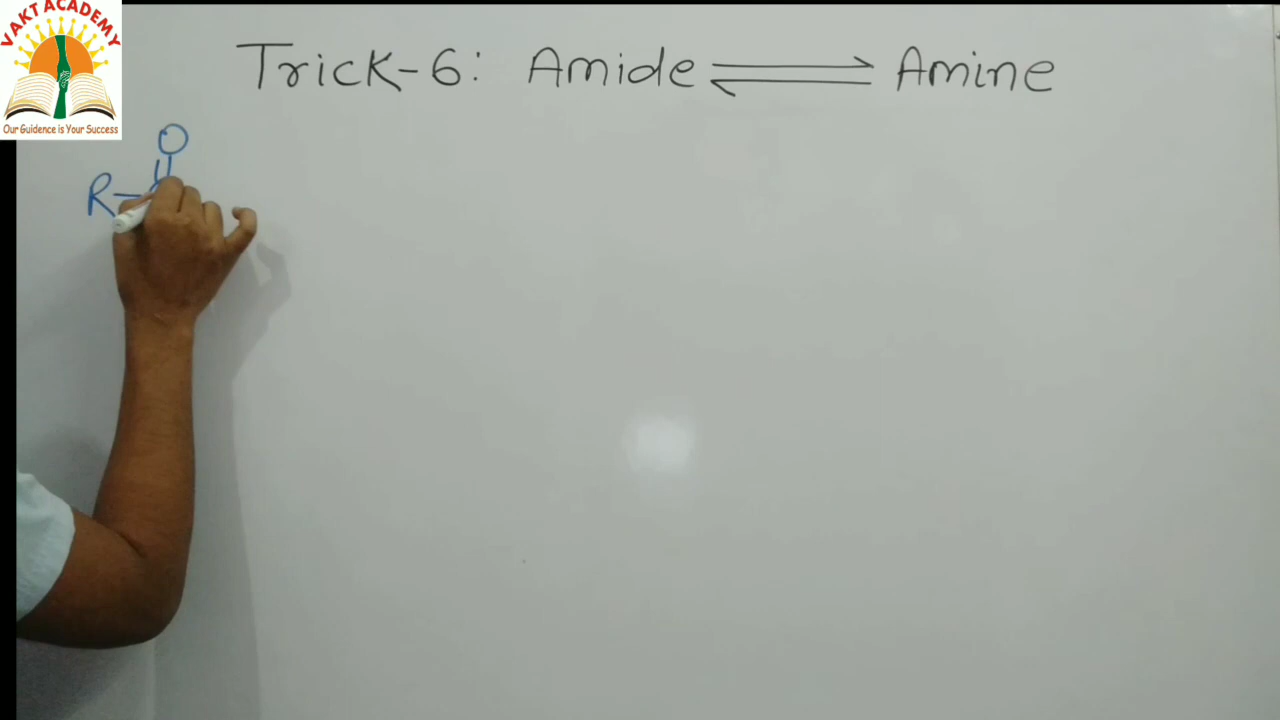 VAKT ACADEMY
Our Guidence is Your Success
Trick-6: Amide ⇌ Amine
O
R-